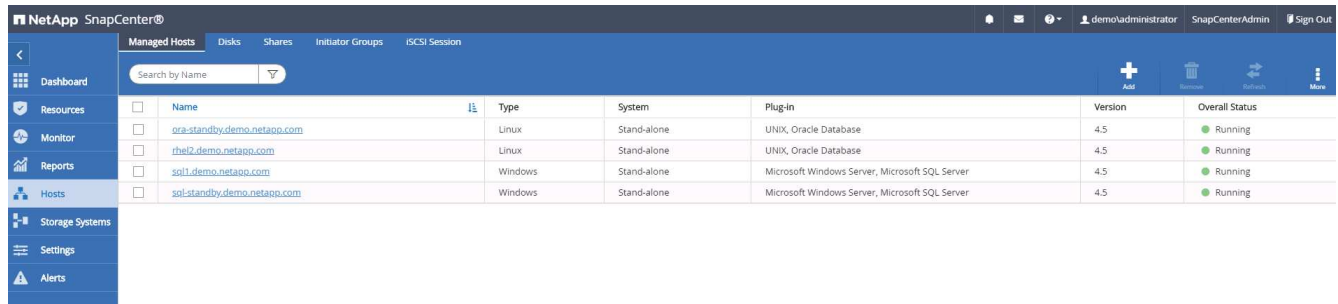 NetApp SnapCenter®
demo\administrator SnapCenterAdmin Sign Out
Managed Hosts Disks Shares Initiator Groups iSCSI Session
Search by Name
Add Remove Refresh More
Dashboard
Resources
Monitor
Reports
Hosts
Storage Systems
Settings
Alerts
Name Type System Plug-in Version Overall Status
ora-standby.demo.netapp.com Linux Stand-alone UNIX, Oracle Database 4.5 Running
rhel2.demo.netapp.com Linux Stand-alone UNIX, Oracle Database 4.5 Running
sql1.demo.netapp.com Windows Stand-alone Microsoft Windows Server, Microsoft SQL Server 4.5 Running
sql-standby.demo.netapp.com Windows Stand-alone Microsoft Windows Server, Microsoft SQL Server 4.5 Running